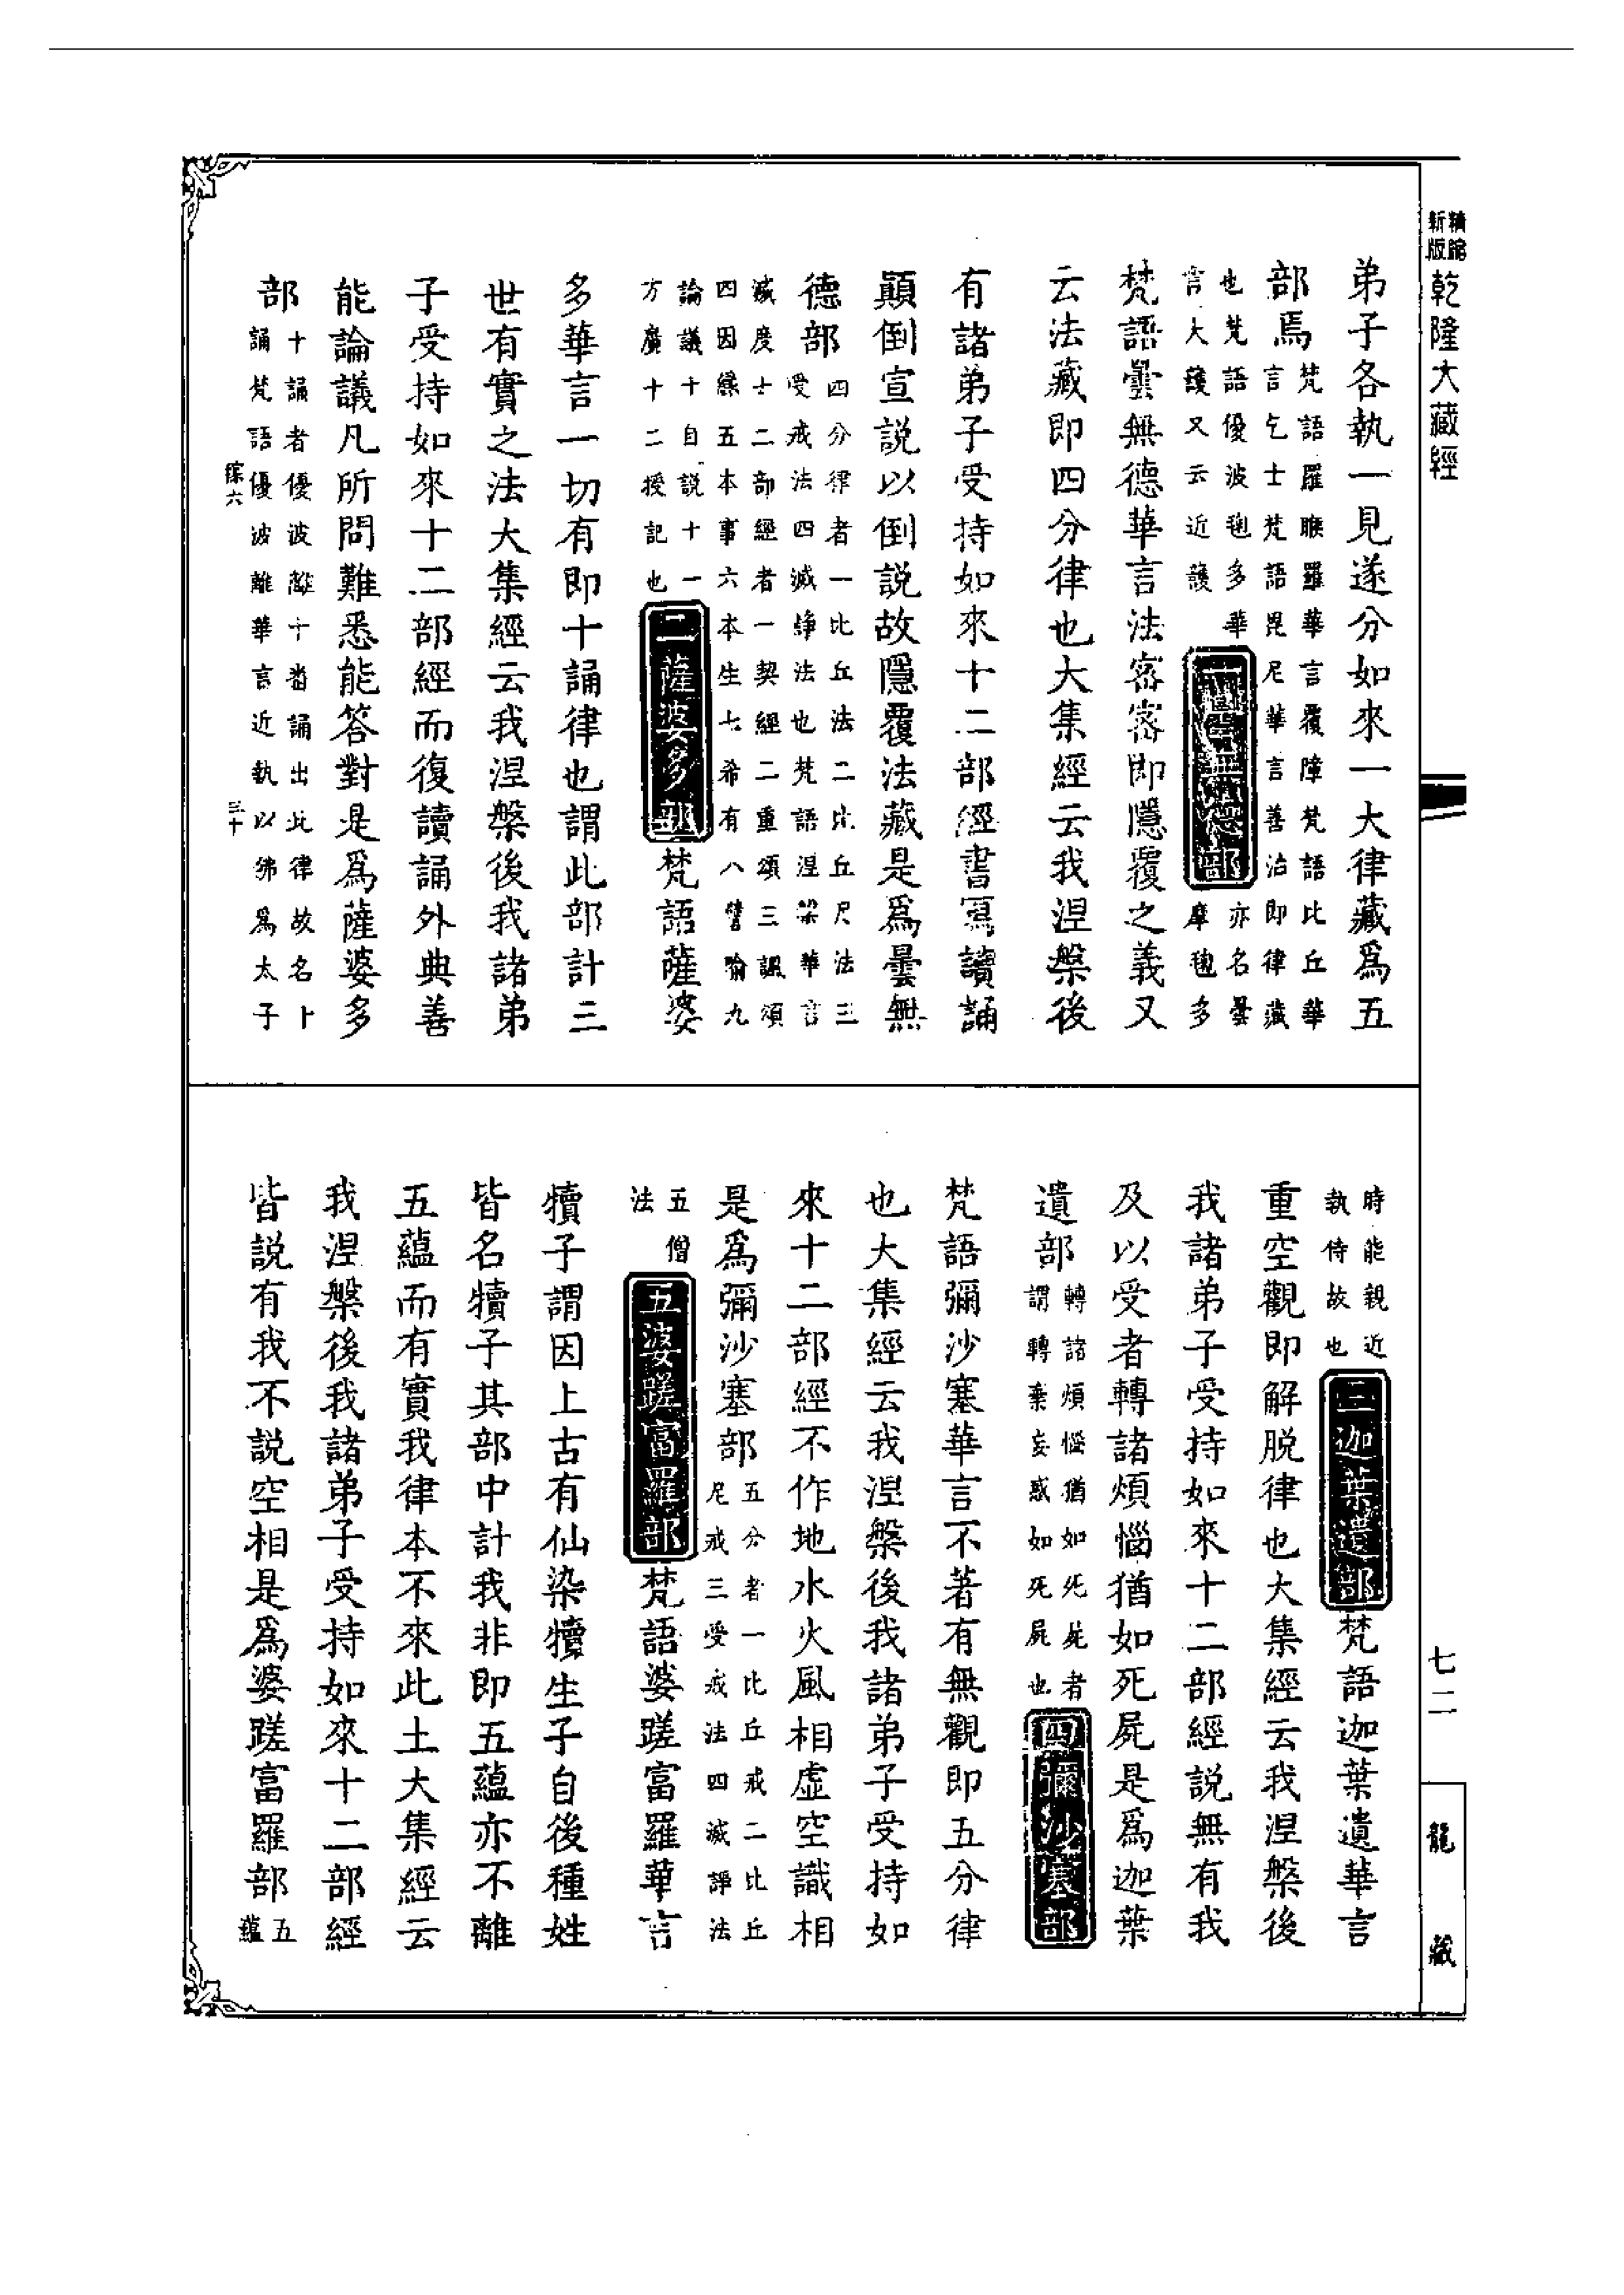 精縮
新版
乾隆大藏經
弟子各執一見遂分如來一大律藏爲五
部焉梵語羅睺羅華言覆障梵語比丘華
言乞士梵語毘尼華言善治即律藏
也梵語優波毱多華
言大護又云近護
一曇無德部亦名曇
摩毱多
梵語曇無德華言法密密即隱覆之義又
云法藏即四分律也大集經云我涅槃後
有諸弟子受持如來十二部經書寫讀誦
顛倒宣説以倒説故隱覆法藏是爲曇無
德部四分律者一比丘法二比丘尼法三
受戒法四滅諍法也梵語涅槃華言
滅度十二部經者一契經二重頌三諷頌
四因緣五本事六本生七希有八譬喻九
論議十自説十一
方廣十二授記也
二薩婆多部梵語薩婆
多華言一切有即十誦律也謂此部計三
世有實之法大集經云我涅槃後我諸弟
子受持如來十二部經而復讀誦外典善
能論議凡所問難悉能答對是爲薩婆多
部十誦者優波離十番誦出此律故名十
誦梵語優波離華言近執以佛爲太子
綜六 三十
時能親近
執侍故也
三迦葉遺部梵語迦葉遺華言
重空觀即解脱律也大集經云我涅槃後
我諸弟子受持如來十二部經説無有我
及以受者轉諸煩惱猶如死屍是爲迦葉
遺部轉諸煩惱猶如死屍者
謂轉棄妄惑如死屍也
四彌沙塞部
梵語彌沙塞華言不著有無觀即五分律
也大集經云我涅槃後我諸弟子受持如
來十二部經不作地水火風相虛空識相
是爲彌沙塞部五分者一比丘戒二比丘
尼戒三受戒法四滅諍法
五僧
法
五婆蹉富羅部梵語婆蹉富羅華言
犢子謂因上古有仙染犢生子自後種姓
皆名犢子其部中計我非即五蘊亦不離
五蘊而有實我律本不來此土大集經云
我涅槃後我諸弟子受持如來十二部經
皆説有我不説空相是爲婆蹉富羅部五
蘊
七二
龍藏